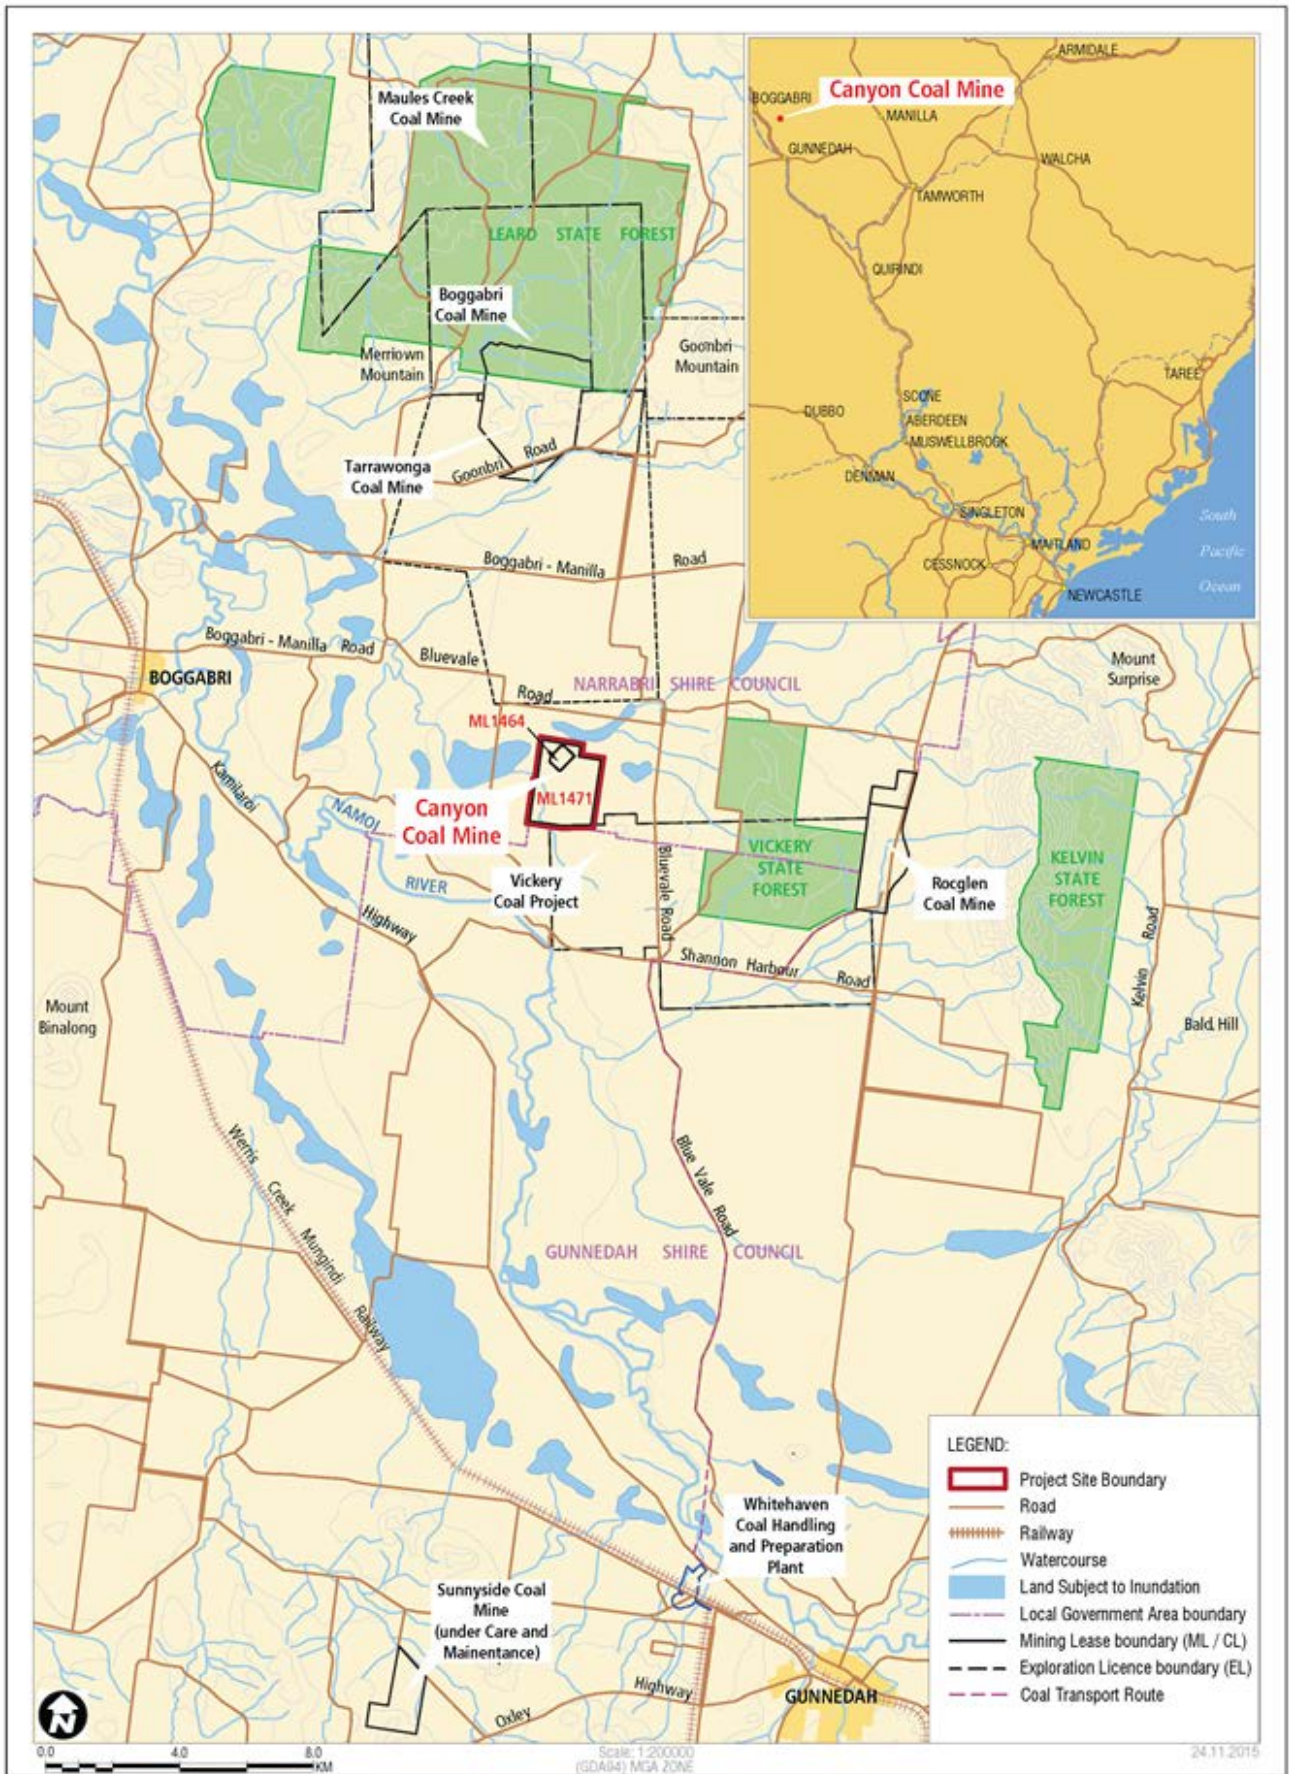 Maules Creek
Coal Mine
LEARD STATE FOREST
Boggabri
Coal Mine
Merriown
Mountain
Goonbri
Mountain
Tarrawonga
Coal Mine
Goonbri Road
Boggabri - Manilla Road
Boggabri - Manilla Road
Bluevale
Road
BOGGABRI
NARRABRI SHIRE COUNCIL
Mount
Surprise
ML1464
ML1471
Canyon
Coal Mine
Kamilaroi
Highway
NAMOI
RIVER
Vickery
Coal Project
Bluevale Road
VICKERY
STATE
FOREST
Rocglen
Coal Mine
KELVIN
STATE
FOREST
Kelvin Road
Shannon Harbour Road
Mount
Binalong
Bald Hill
Werris Creek Mungindi Railway
Blue Vale Road
GUNNEDAH SHIRE COUNCIL
Whitehaven
Coal Handling
and Preparation
Plant
Sunnyside Coal
Mine
(under Care and
Mainentance)
Oxley Highway
GUNNEDAH
N
0.0 4.0 8.0
KM
Scale: 1:200000
(GDA94) MGA ZONE
24.11.2015
ARMIDALE
Canyon Coal Mine
BOGGABRI
MANILLA
GUNNEDAH
WALCHA
TAMWORTH
QUIRINDI
TAREE
SCONE
DUBBO
ABERDEEN
MUSWELLBROOK
DENMAN
SINGLETON
MAITLAND
CESSNOCK
NEWCASTLE
South
Pacific
Ocean
LEGEND:
Project Site Boundary
Road
Railway
Watercourse
Land Subject to Inundation
Local Government Area boundary
Mining Lease boundary (ML / CL)
Exploration Licence boundary (EL)
Coal Transport Route